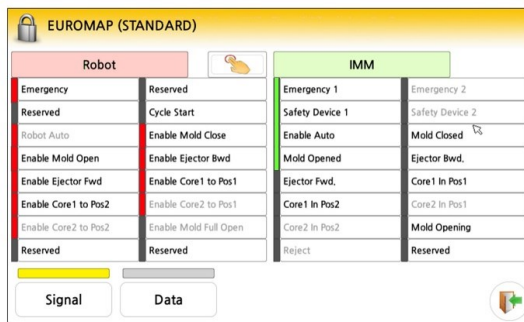 EUROMAP (STANDARD)
Robot
IMM
Emergency Reserved Emergency 1 Emergency 2
Reserved Cycle Start Safety Device 1 Safety Device 2
Robot Auto Enable Mold Close Enable Auto Mold Closed
Enable Mold Open Enable Ejector Bwd Mold Opened Ejector Bwd.
Enable Ejector Fwd Enable Core1 to Pos1 Ejector Fwd. Core1 In Pos1
Enable Core1 to Pos2 Enable Core2 to Pos1 Core1 In Pos2 Core2 In Pos1
Enable Core2 to Pos2 Enable Mold Full Open Core2 In Pos2 Mold Opening
Reserved Reserved Reject Reserved
Signal Data